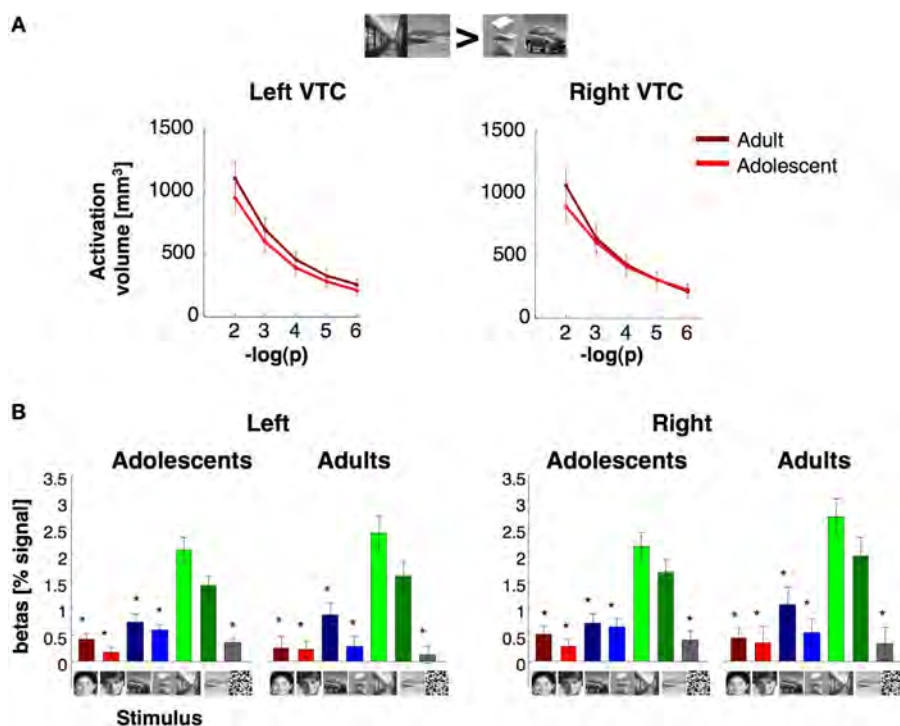 A
>
Left VTC
Right VTC
Activation
volume [mm³]
1500
1000
500
0
2 3 4 5 6
-log(p)
1500
1000
500
0
2 3 4 5 6
-log(p)
Adult
Adolescent
B
Left
Right
Adolescents
Adults
Adolescents
Adults
betas [% signal]
3.5
3
2.5
2
1.5
1
0.5
0
* * * * *
* * * * *
3.5
3
2.5
2
1.5
1
0.5
0
* * * * *
* * * * *
Stimulus